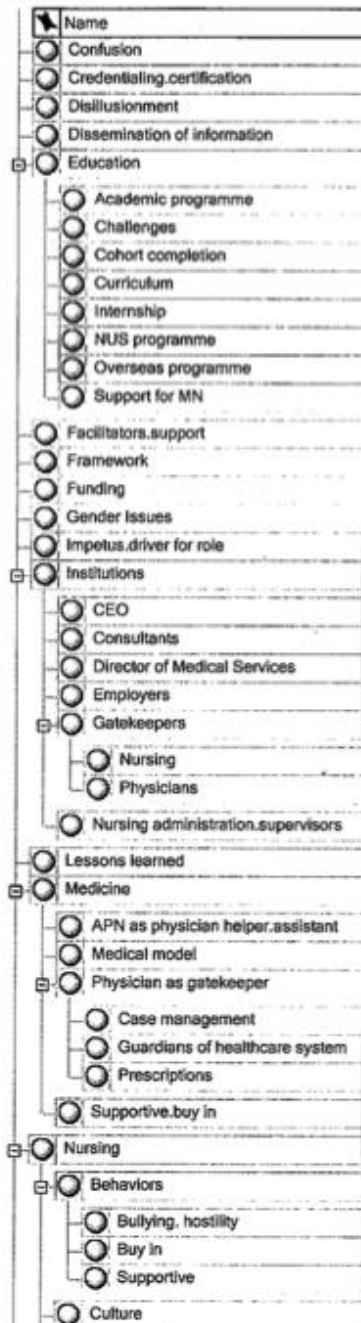 Name
Confusion
Credentialing.certification
Disillusionment
Dissemination of information
Education
Academic programme
Challenges
Cohort completion
Curriculum
Internship
NUS programme
Overseas programme
Support for MN
Facilitators.support
Framework
Funding
Gender Issues
Impetus.driver for role
Institutions
CEO
Consultants
Director of Medical Services
Employers
Gatekeepers
Nursing
Physicians
Nursing administration.supervisors
Lessons learned
Medicine
APN as physician helper.assistant
Medical model
Physician as gatekeeper
Case management
Guardians of healthcare system
Prescriptions
Supportive.buy in
Nursing
Behaviors
Bullying. hostility
Buy in
Supportive
Culture